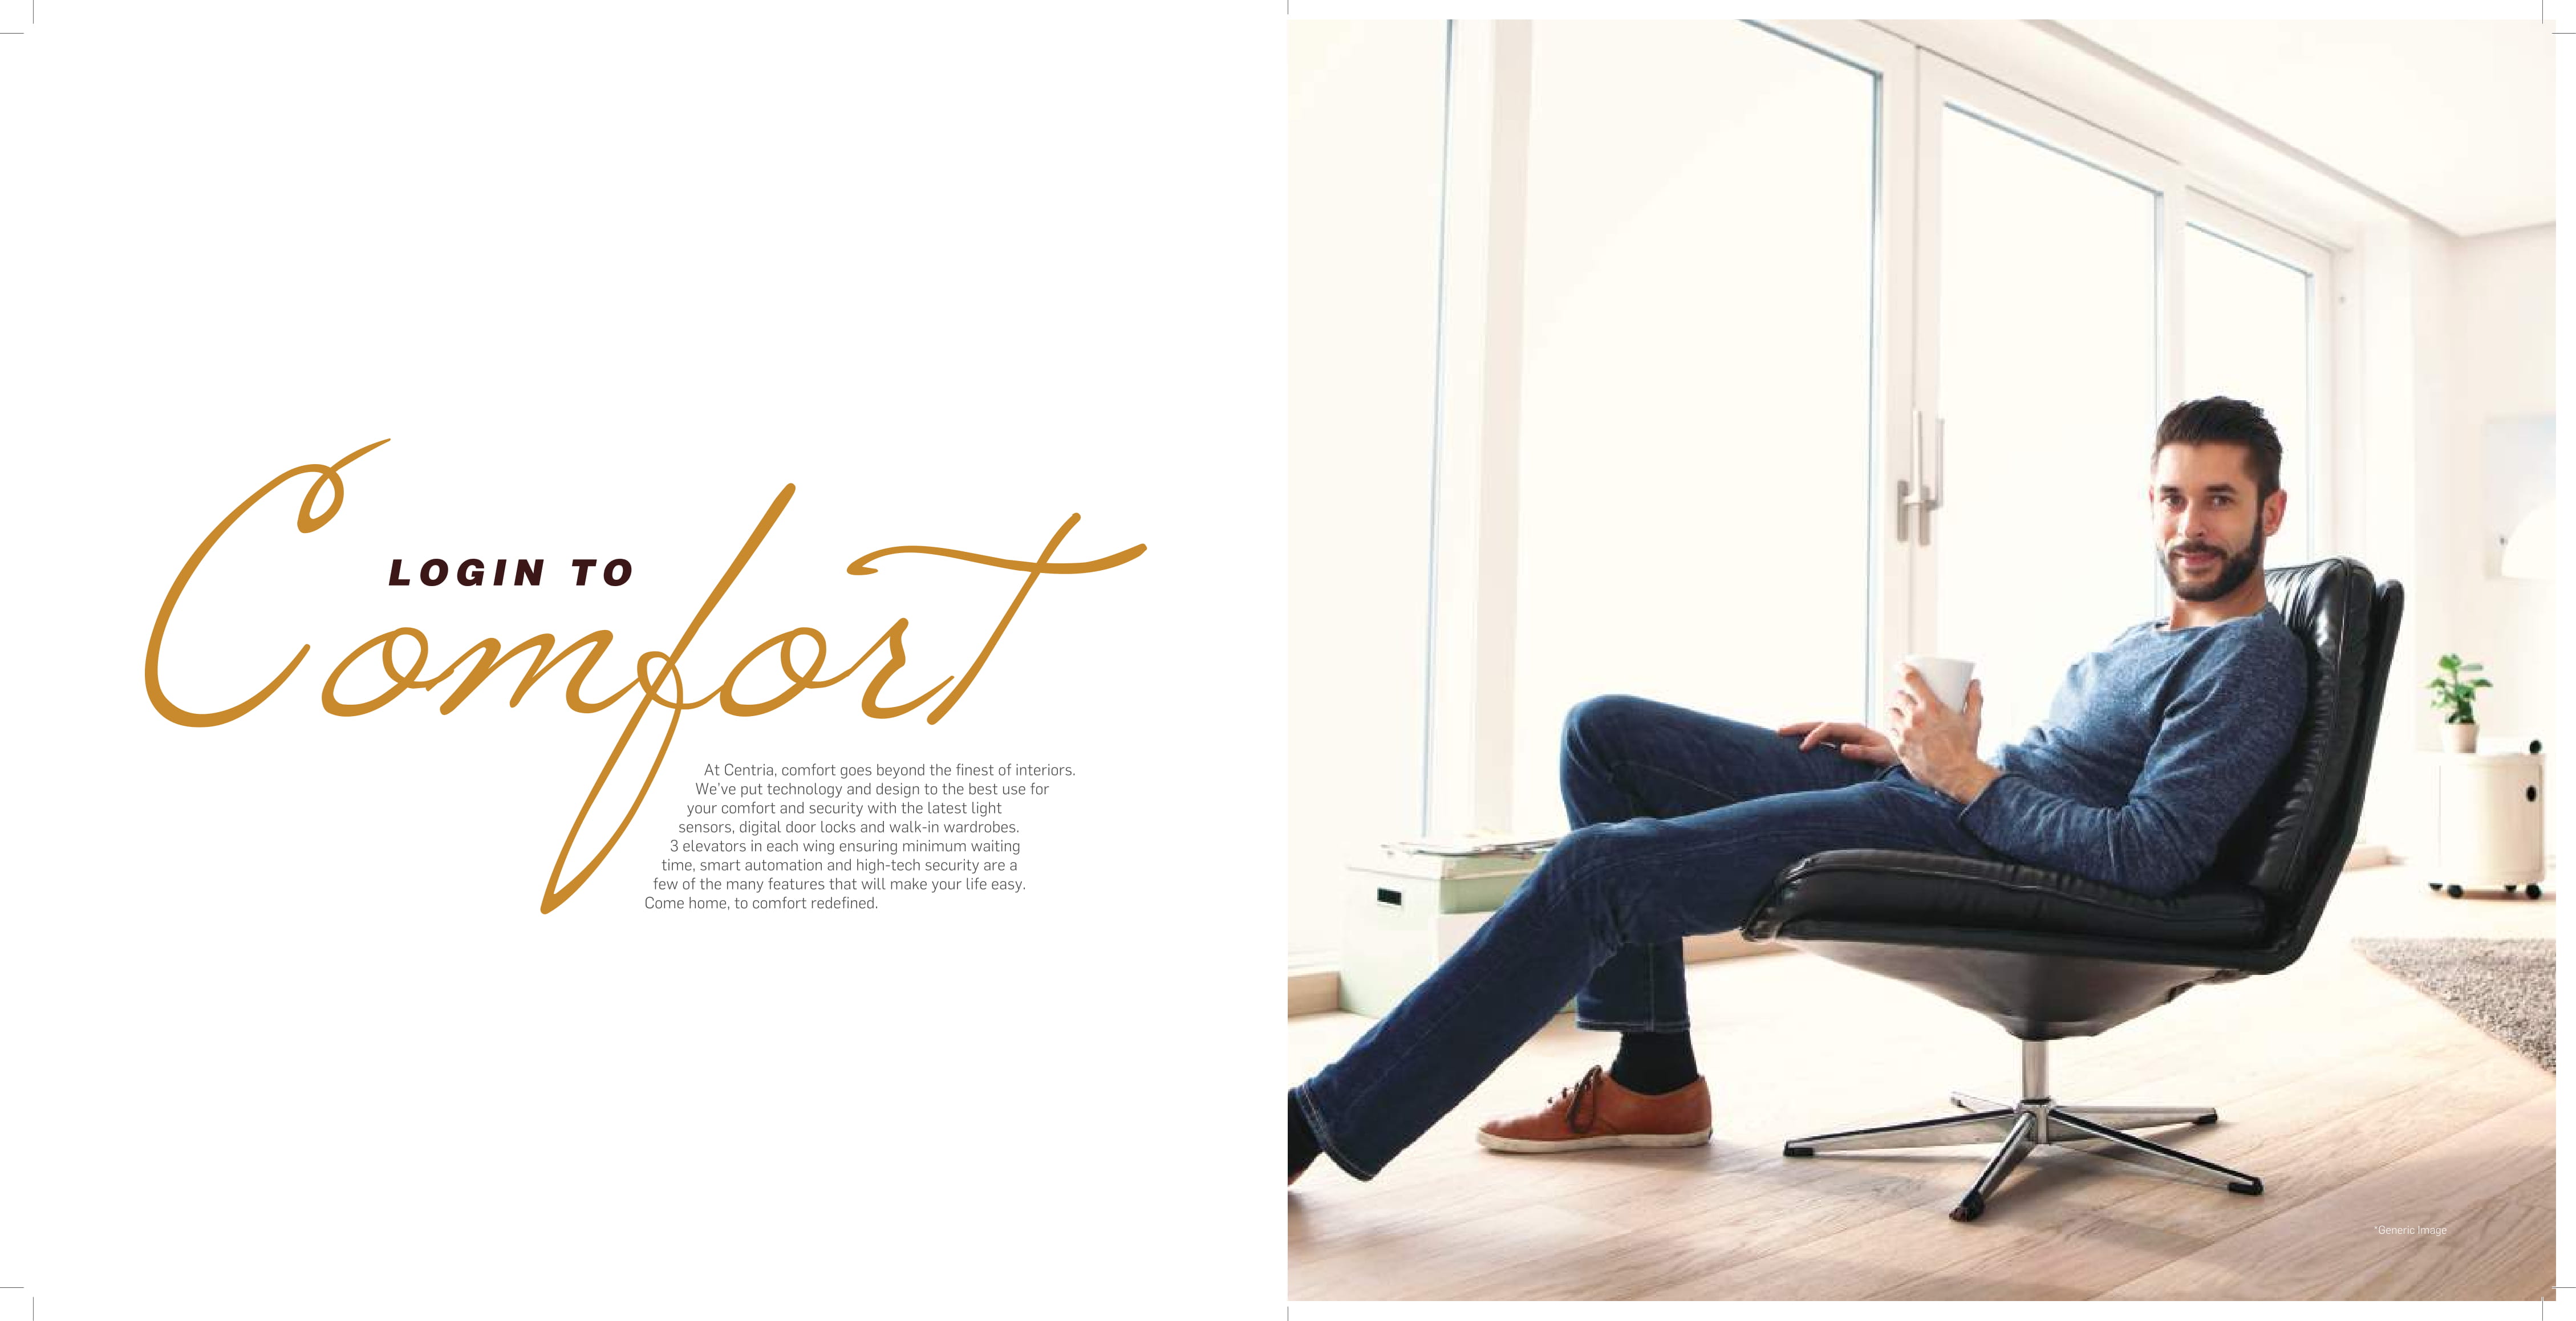 LOGIN TO
Comfort
At Centria, comfort goes beyond the finest of interiors.
We've put technology and design to the best use for
your comfort and security with the latest light
sensors, digital door locks and walk-in wardrobes.
3 elevators in each wing ensuring minimum waiting
time, smart automation and high-tech security are a
few of the many features that will make your life easy.
Come home, to comfort redefined.
*Generic Image